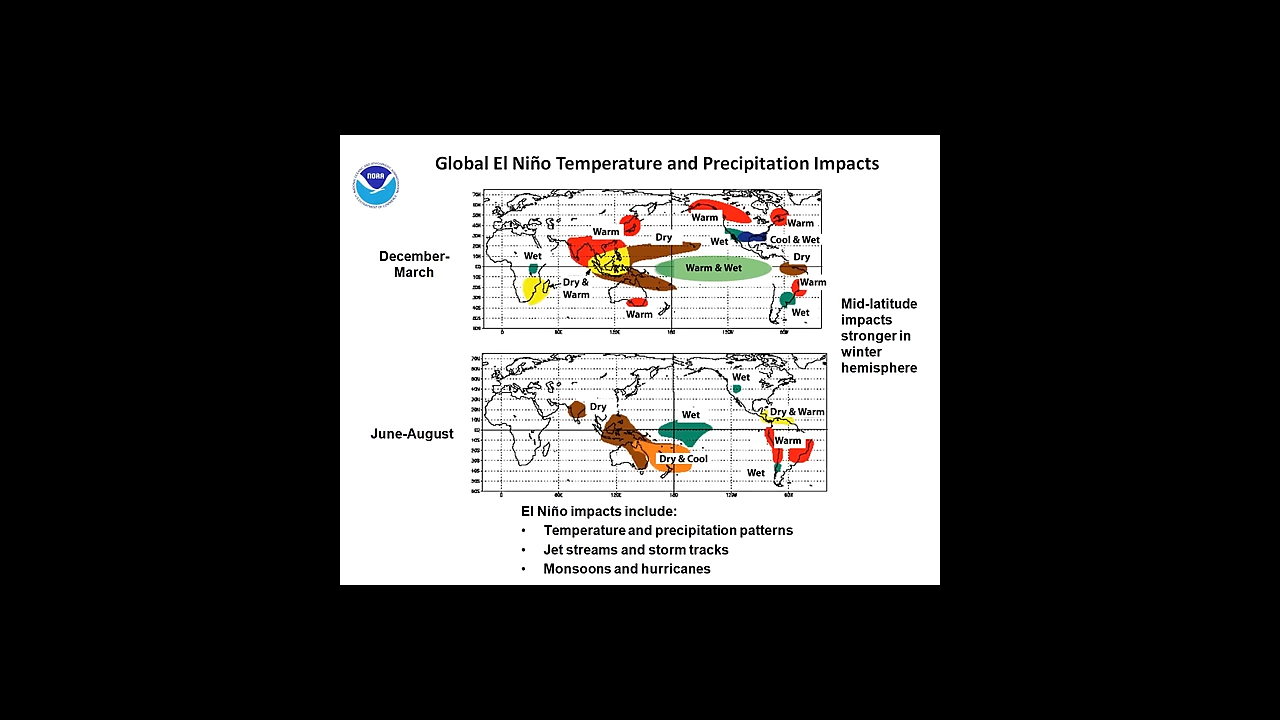 Global El Niño Temperature and Precipitation Impacts
NOAA
December-
March
Warm
Warm
Warm
Dry
Wet
Cool & Wet
Wet
Dry
Warm & Wet
Dry &
Warm
Warm
Warm
Wet
Mid-latitude
impacts
stronger in
winter
hemisphere
June-August
Wet
Dry
Wet
Dry & Warm
Warm
Dry & Cool
Wet
El Niño impacts include:
• Temperature and precipitation patterns
• Jet streams and storm tracks
• Monsoons and hurricanes